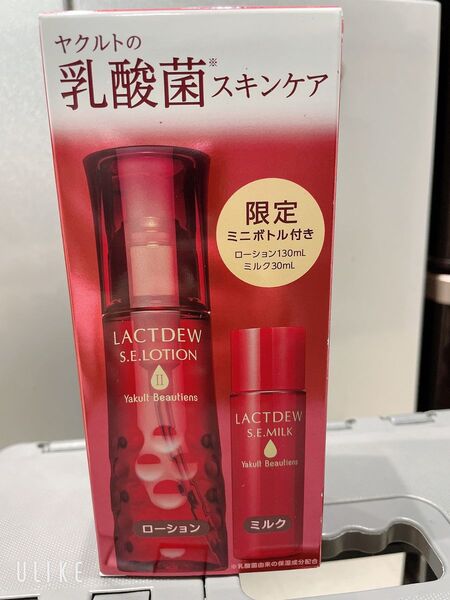 ヤクルトの
乳酸菌※スキンケア
限定
ミニボトル付き
ローション130mL
ミルク30mL
LACTDEW
S.E.LOTION
II
Yakult Beautiens
ローション
LACTDEW
S.E.MILK
Yakult Beautiens
ミルク
※乳酸菌由来の保湿成分配合
ULIKE